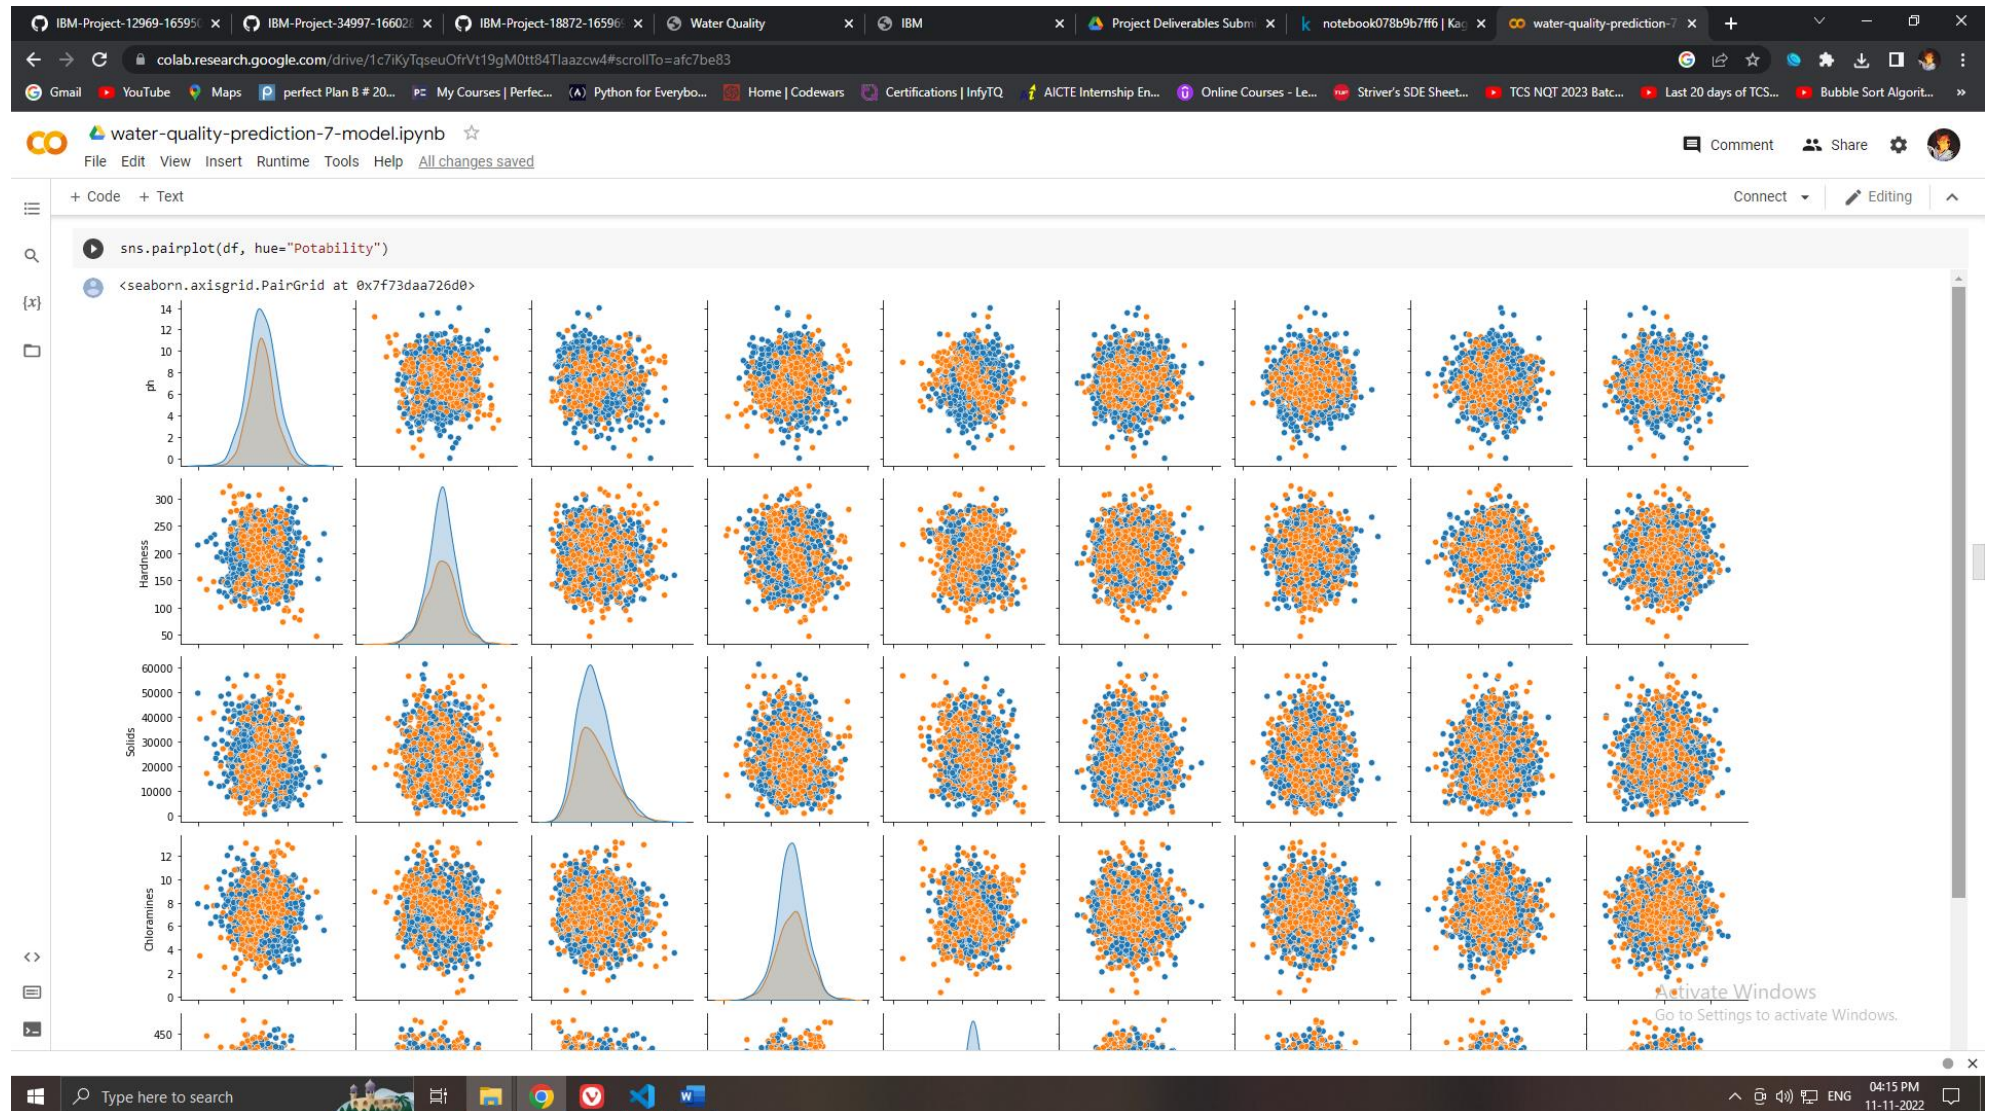 IBM-Project-12969-16595
IBM-Project-34997-16602
IBM-Project-18872-16596
Water Quality
IBM
Project Deliverables Submi
notebook078b9b7ff6 | Kag
water-quality-prediction-7
colab.research.google.com/drive/1c7iKyTqseuOfrVt19gM0tt84TIaazcw4#scrollTo=afc7be83
Gmail
YouTube
Maps
perfect Plan B # 20...
My Courses | Perfec...
Python for Everybo...
Home | Codewars
Certifications | InfyTQ
AICTE Internship En...
Online Courses - Le...
Striver's SDE Sheet...
TCS NQT 2023 Batc...
Last 20 days of TCS...
Bubble Sort Algorit...
»
CO water-quality-prediction-7-model.ipynb
Comment Share
File Edit View Insert Runtime Tools Help All changes saved
+ Code + Text
Connect Editing
sns.pairplot(df, hue="Potability")
<seaborn.axisgrid.PairGrid at 0x7f73daa726d0>
{x}
14
12
10
8
6
4
2
0
ph
300
250
200
150
100
50
Hardness
60000
50000
40000
30000
20000
10000
0
Solids
12
10
8
6
4
2
0
Chloramines
450
Activate Windows
Go to Settings to activate Windows.
Type here to search
ENG
04:15 PM
11-11-2022